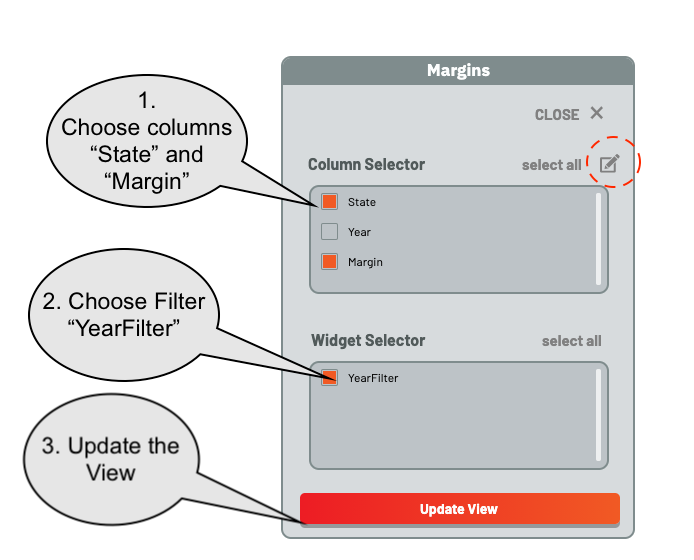 Margins
CLOSE ✕
1.
Choose columns
“State” and
“Margin”
Column Selector
select all
State
Year
Margin
2. Choose Filter
“YearFilter”
Widget Selector
select all
YearFilter
3. Update the
View
Update View